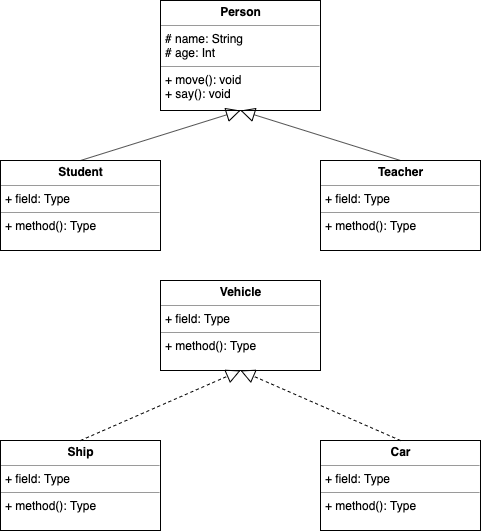 Person
# name: String
# age: Int
+ move(): void
+ say(): void
Student
+ field: Type
+ method(): Type
Teacher
+ field: Type
+ method(): Type
Vehicle
+ field: Type
+ method(): Type
Ship
+ field: Type
+ method(): Type
Car
+ field: Type
+ method(): Type